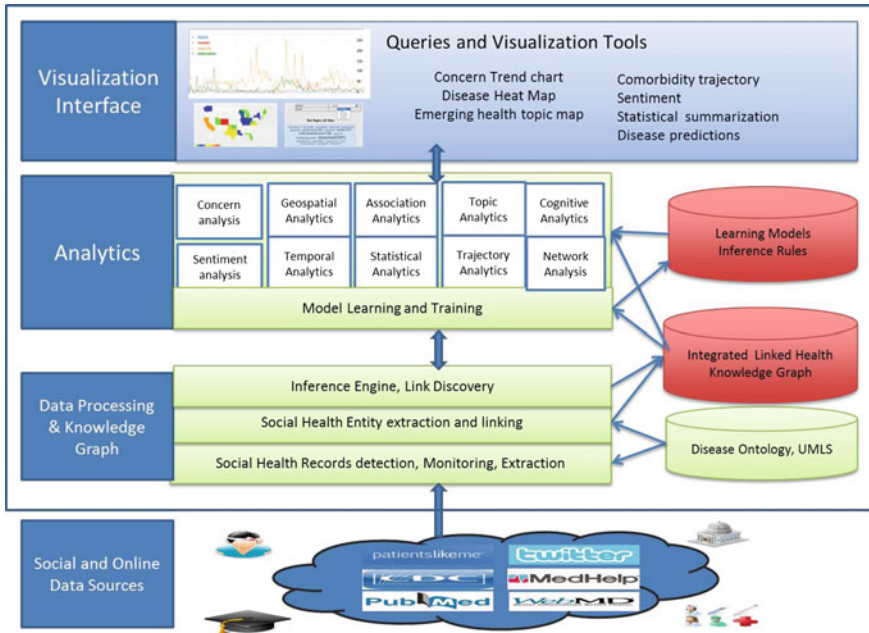 Visualization
Interface
Queries and Visualization Tools
Concern Trend chart
Disease Heat Map
Emerging health topic map
Comorbidity trajectory
Sentiment
Statistical summarization
Disease predictions
Analytics
Concern
analysis
Geospatial
Analytics
Association
Analytics
Topic
Analytics
Cognitive
Analytics
Sentiment
analysis
Temporal
Analytics
Statistical
Analytics
Trajectory
Analytics
Network
Analysis
Model Learning and Training
Learning Models
Inference Rules
Data Processing
& Knowledge
Graph
Inference Engine, Link Discovery
Social Health Entity extraction and linking
Social Health Records detection, Monitoring, Extraction
Integrated Linked Health
Knowledge Graph
Disease Ontology, UMLS
Social and Online
Data Sources
patientslikeme
twitter
CDC
MedHelp
PubMed
WebMD